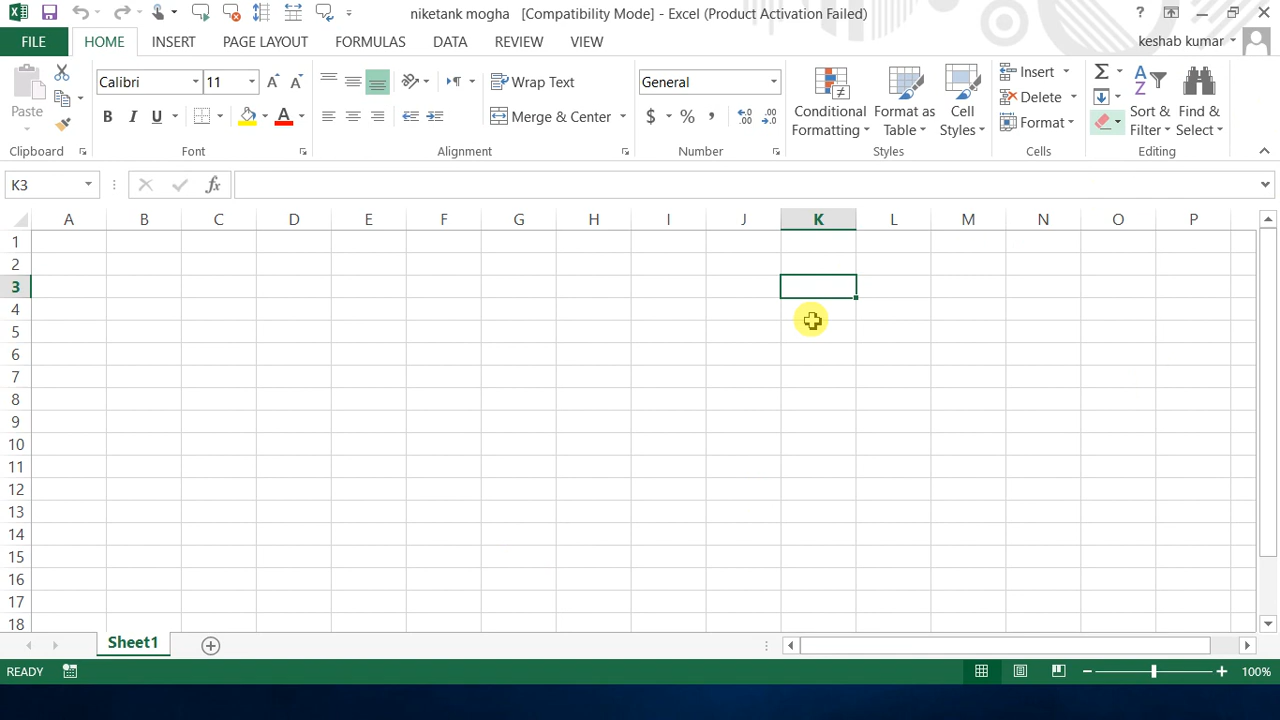 niketank mogha [Compatibility Mode] - Excel (Product Activation Failed)
?
FILE HOME INSERT PAGE LAYOUT FORMULAS DATA REVIEW VIEW
keshab kumar
Paste
Calibri 11 A A
B I U A
Wrap Text
Merge & Center
General
$ % ,
Conditional Formatting
Format as Table
Cell Styles
Insert
Delete
Format
Σ
A Z
Sort & Filter
Find & Select
Clipboard Font Alignment Number Styles Cells Editing
K3
fx
A B C D E F G H I J K L M N O P
1
2
3
4
5
6
7
8
9
10
11
12
13
14
15
16
17
18
Sheet1
READY
100%